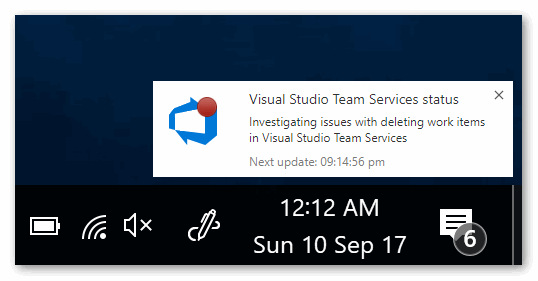 Visual Studio Team Services status
Investigating issues with deleting work items
in Visual Studio Team Services
Next update: 09:14:56 pm
12:12 AM
Sun 10 Sep 17
6